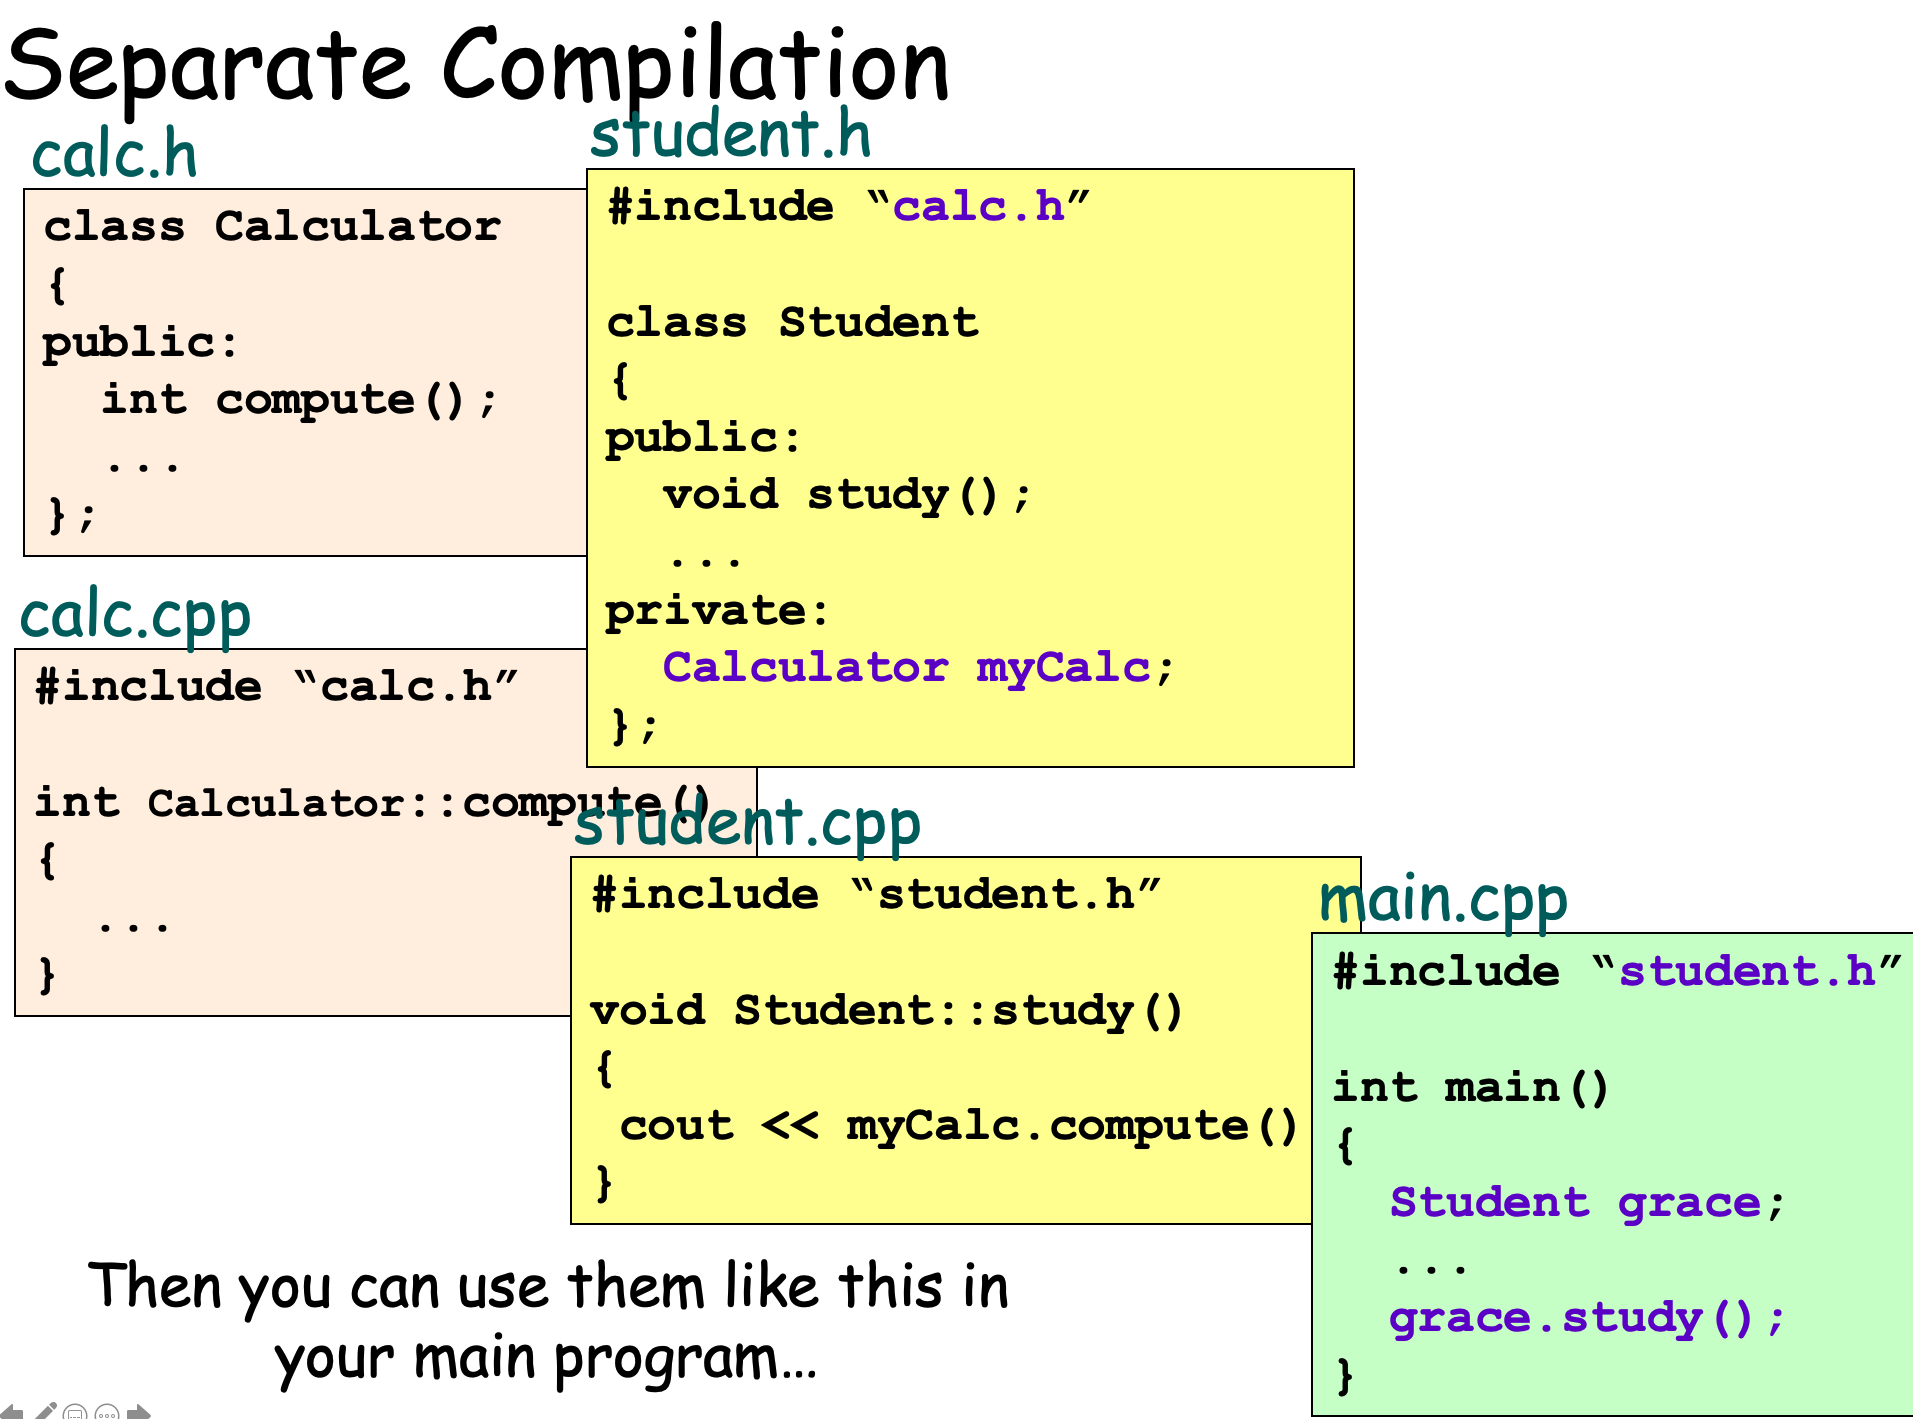 Separate Compilation
calc.h
class Calculator
{
public:
  int compute();
  ...
};
calc.cpp
#include “calc.h”
int Calculator::compute()
{
  ...
}
student.h
#include “calc.h”
class Student
{
public:
  void study();
  ...
private:
  Calculator myCalc;
};
student.cpp
#include “student.h”
void Student::study()
{
 cout << myCalc.compute()
}
main.cpp
#include “student.h”
int main()
{
  Student grace;
  ...
  grace.study();
}
Then you can use them like this in
your main program…